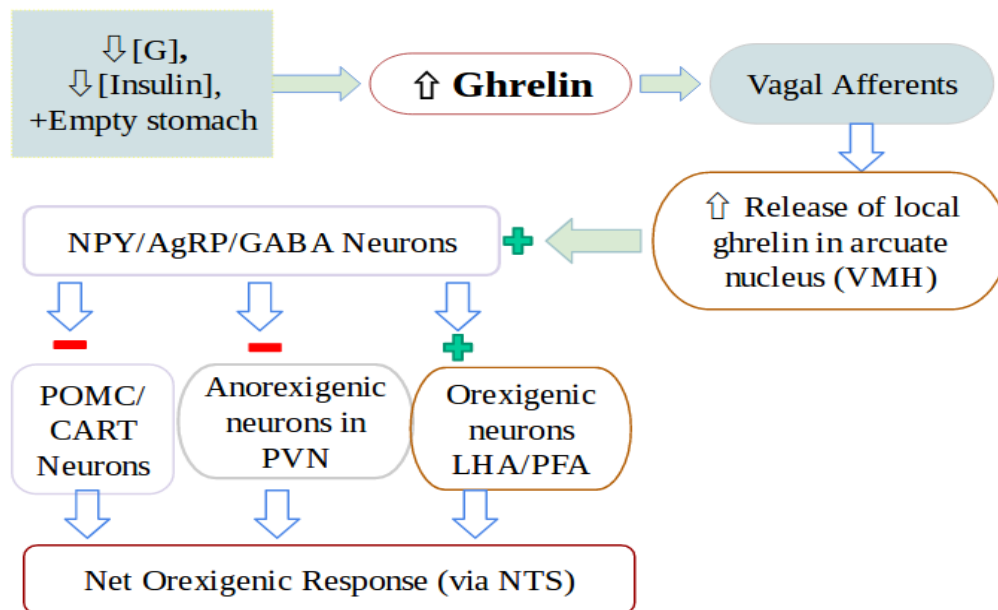 ⇩[G],
⇩[Insulin],
+Empty stomach
⇧ Ghrelin
Vagal Afferents
⇧ Release of local
ghrelin in arcuate
nucleus (VMH)
NPY/AgRP/GABA Neurons
POMC/
CART
Neurons
Anorexigenic
neurons in
PVN
Orexigenic
neurons
LHA/PFA
Net Orexigenic Response (via NTS)